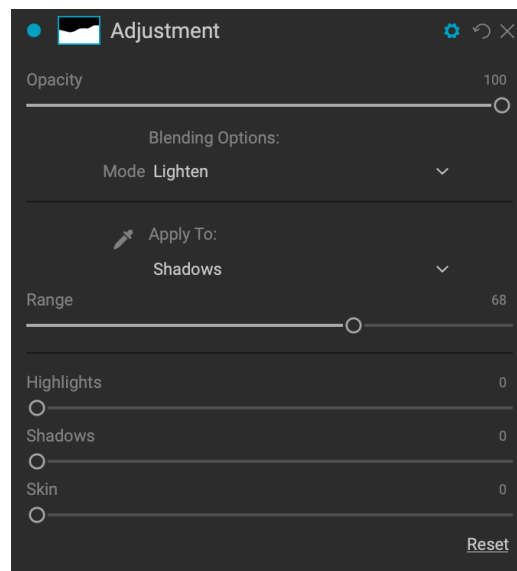 Adjustment
Opacity 100
Blending Options:
Mode Lighten
Apply To:
Shadows
Range 68
Highlights 0
Shadows 0
Skin 0
Reset